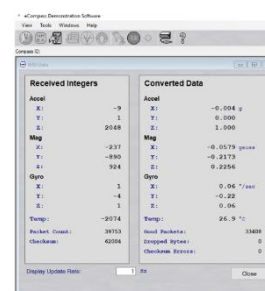 eCompass Demonstration Software
View Tools Windows Help
Compass ID:
Received Integers
Accel
X: -9
Y: 1
Z: 2048
Mag
X: -237
Y: -890
Z: 924
Gyro
X: 1
Y: -4
Z: 1
Temp: -2074
Packet Count: 39753
Checksum: 62084
Converted Data
Accel
X: -0.004 g
Y: 0.000
Z: 1.000
Mag
X: -0.0579 gauss
Y: -0.2173
Z: 0.2256
Gyro
X: 0.06 °/sec
Y: -0.22
Z: 0.06
Temp: 26.9 °C
Good Packets: 33408
Dropped Bytes: 0
Checksum Errors: 0
Display Update Rate: 1 Hz
Close